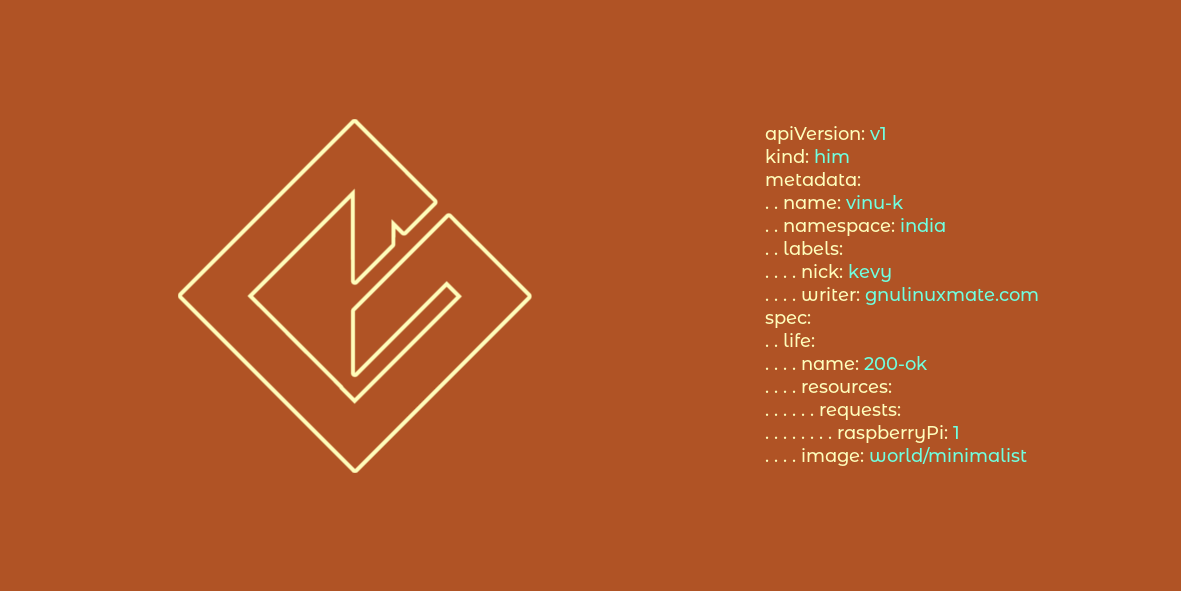 apiVersion: v1
kind: him
metadata:
. . name: vinu-k
. . namespace: india
. . labels:
. . . . nick: kevy
. . . . writer: gnulinuxmate.com
spec:
. . life:
. . . . name: 200-ok
. . . . resources:
. . . . . . requests:
. . . . . . . . raspberryPi: 1
. . . . image: world/minimalist